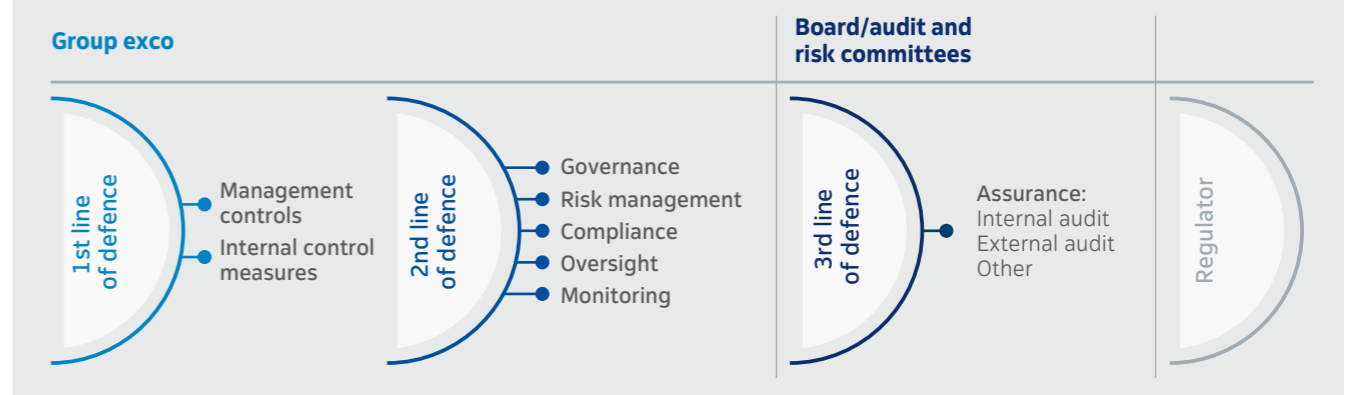 Group exco
Board/audit and
risk committees
1st line
of defence
Management
controls
Internal control
measures
2nd line
of defence
Governance
Risk management
Compliance
Oversight
Monitoring
3rd line
of defence
Assurance:
Internal audit
External audit
Other
Regulator